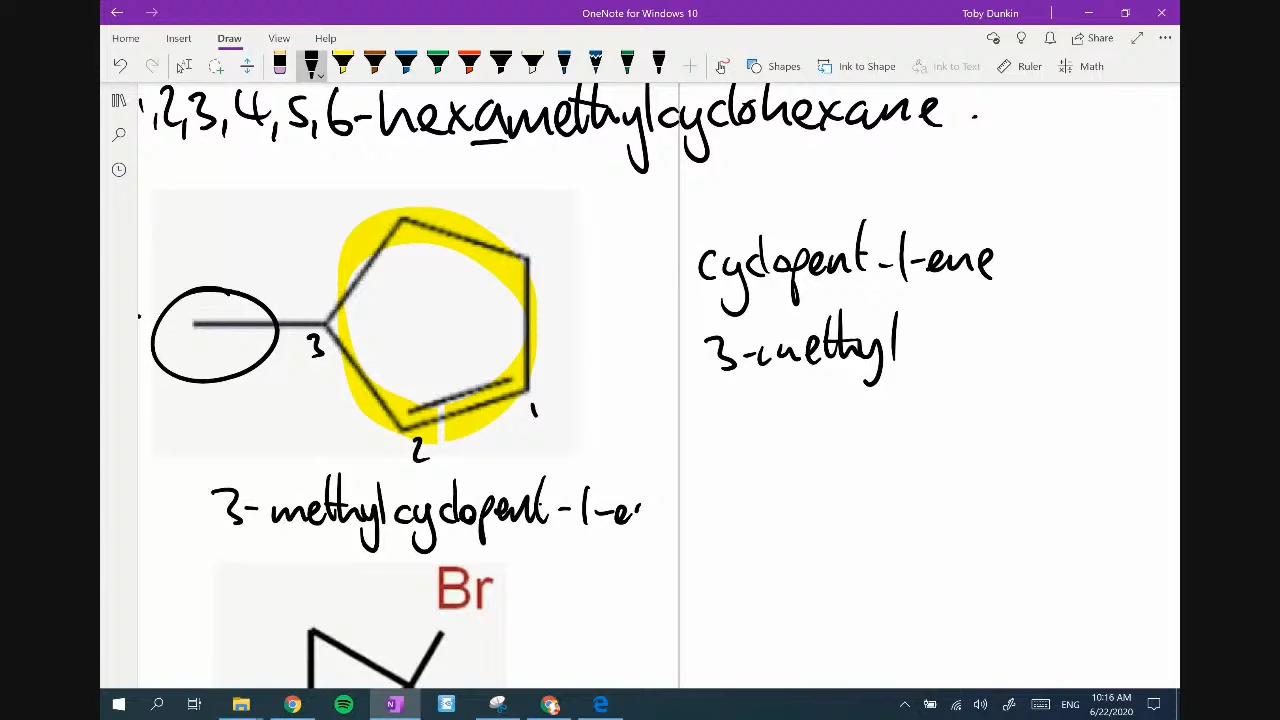 OneNote for Windows 10
Toby Dunkin
Home Insert Draw View Help
Share
Shapes Ink to Shape Ink to Text Ruler Math
1,2,3,4,5,6-hexamethylcyclohexane.
cyclopent-1-ene
3-methyl
3
1
2
3-methylcyclopent-1-e
Br
ENG
10:16 AM
6/22/2020